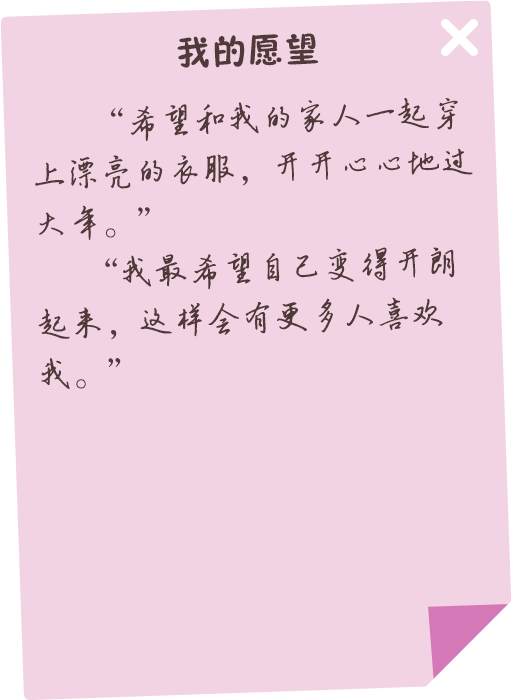 我的愿望
“希望和我的家人一起穿
上漂亮的衣服，开开心心地过
大年。”
“我最希望自己变得开朗
起来，这样会有更多人喜欢
我。”